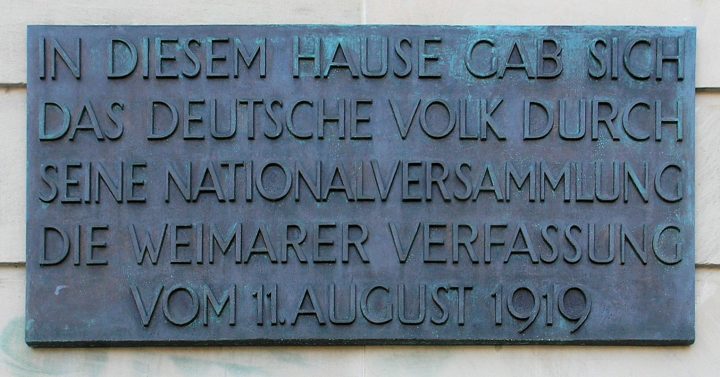 IN DIESEM HAUSE GAB SICH
DAS DEUTSCHE VOLK DURCH
SEINE NATIONALVERSAMMLUNG
DIE WEIMARER VERFASSUNG
VOM 11. AUGUST 1919